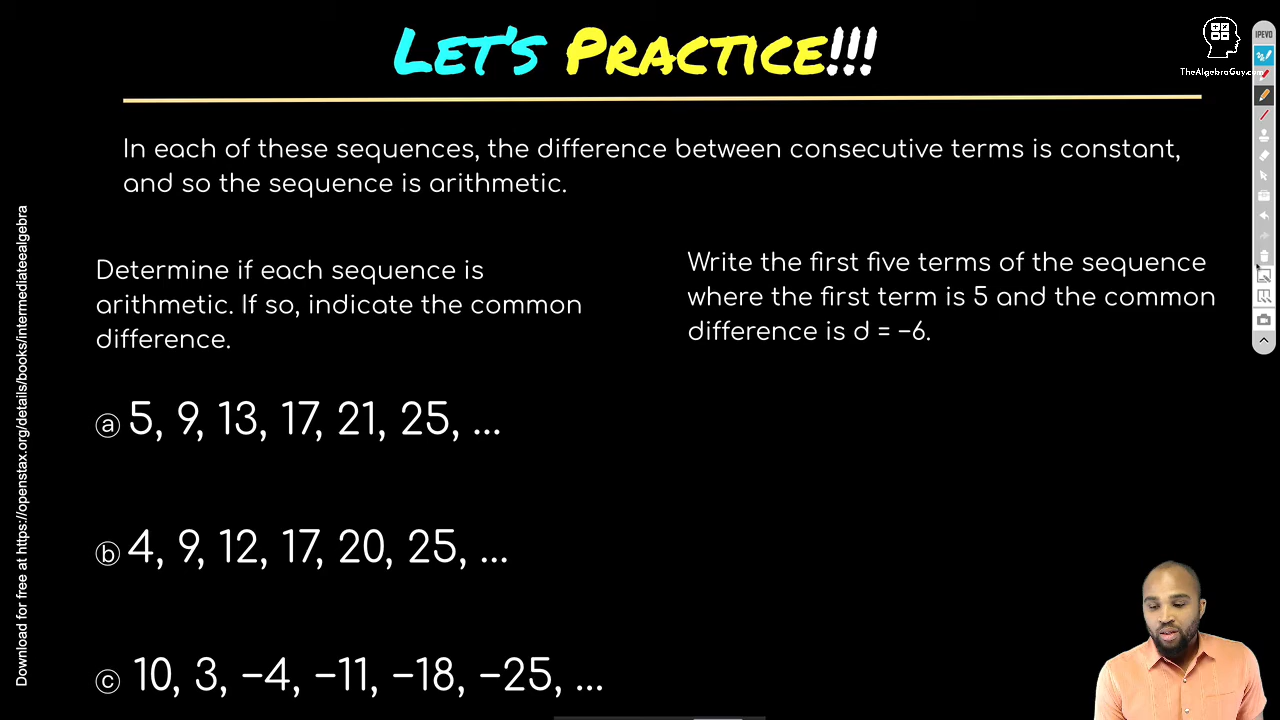 LET'S PRACTICE!!!
IPEVO
TheAlgebraGuy.com
In each of these sequences, the difference between consecutive terms is constant,
and so the sequence is arithmetic.
Download for free at https://openstax.org/details/books/intermediatealgebra
Determine if each sequence is
arithmetic. If so, indicate the common
difference.
ⓐ 5, 9, 13, 17, 21, 25, ...
ⓑ 4, 9, 12, 17, 20, 25, ...
ⓒ 10, 3, −4, −11, −18, −25, ...
Write the first five terms of the sequence
where the first term is 5 and the common
difference is d = −6.